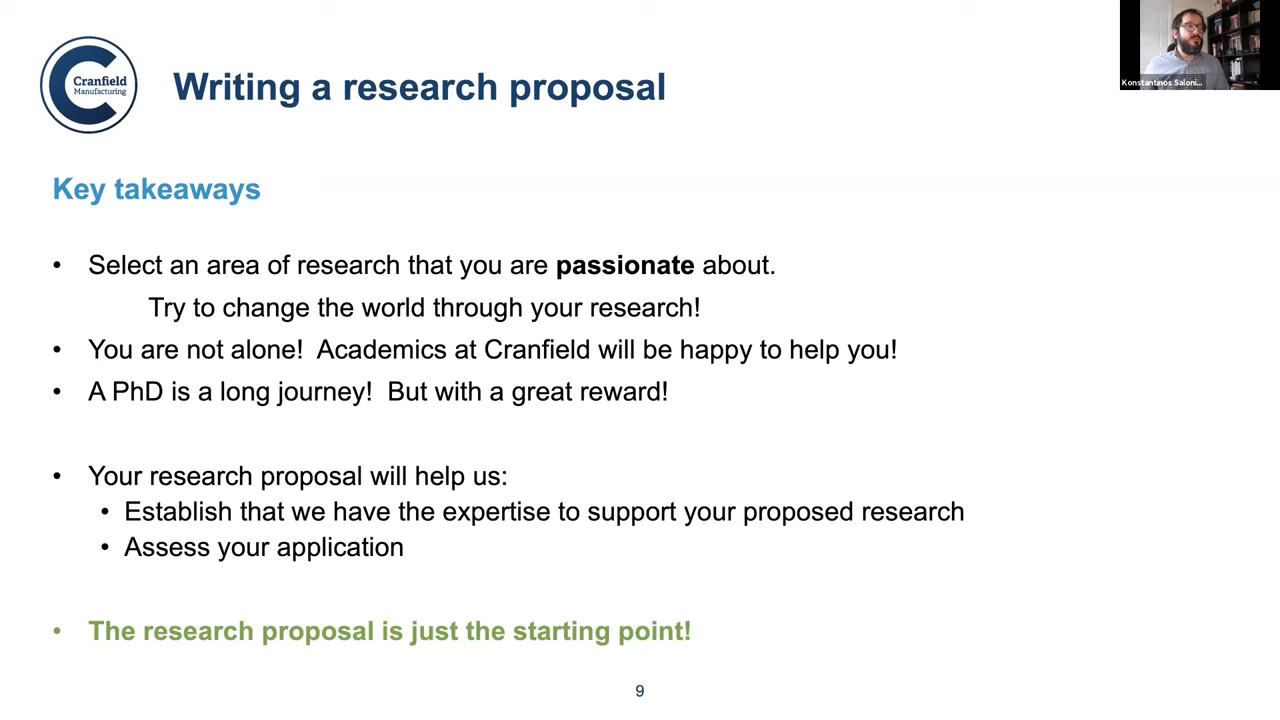 Cranfield
Manufacturing
Writing a research proposal
Konstantinos Saloni...
Key takeaways
• Select an area of research that you are passionate about.
Try to change the world through your research!
• You are not alone!  Academics at Cranfield will be happy to help you!
• A PhD is a long journey!  But with a great reward!
• Your research proposal will help us:
• Establish that we have the expertise to support your proposed research
• Assess your application
• The research proposal is just the starting point!
9